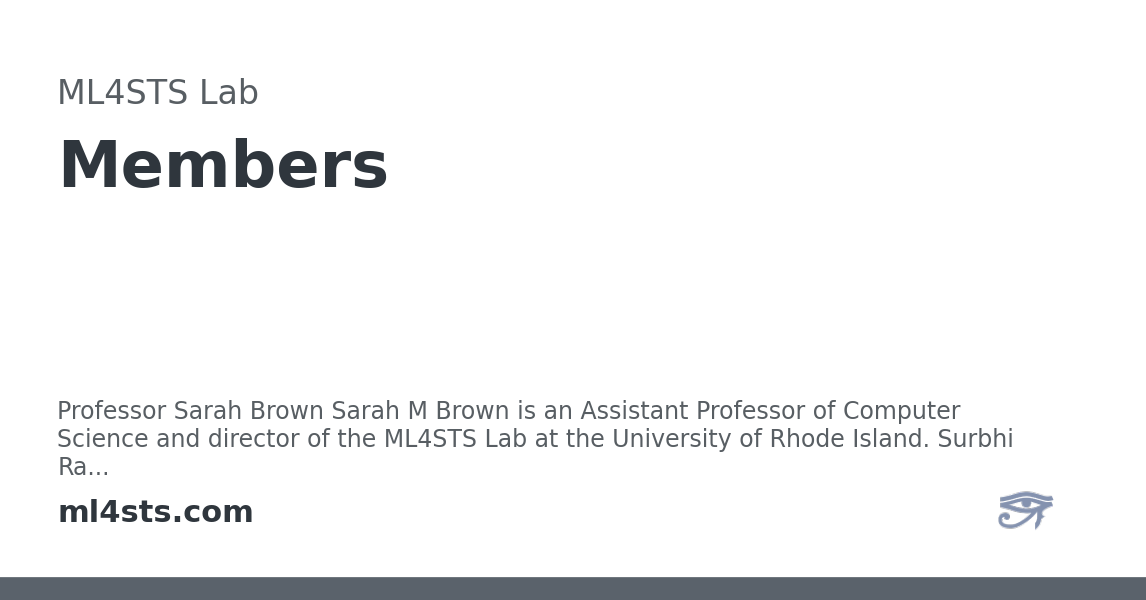 ML4STS Lab
Members
Professor Sarah Brown Sarah M Brown is an Assistant Professor of Computer
Science and director of the ML4STS Lab at the University of Rhode Island. Surbhi
Ra...
ml4sts.com